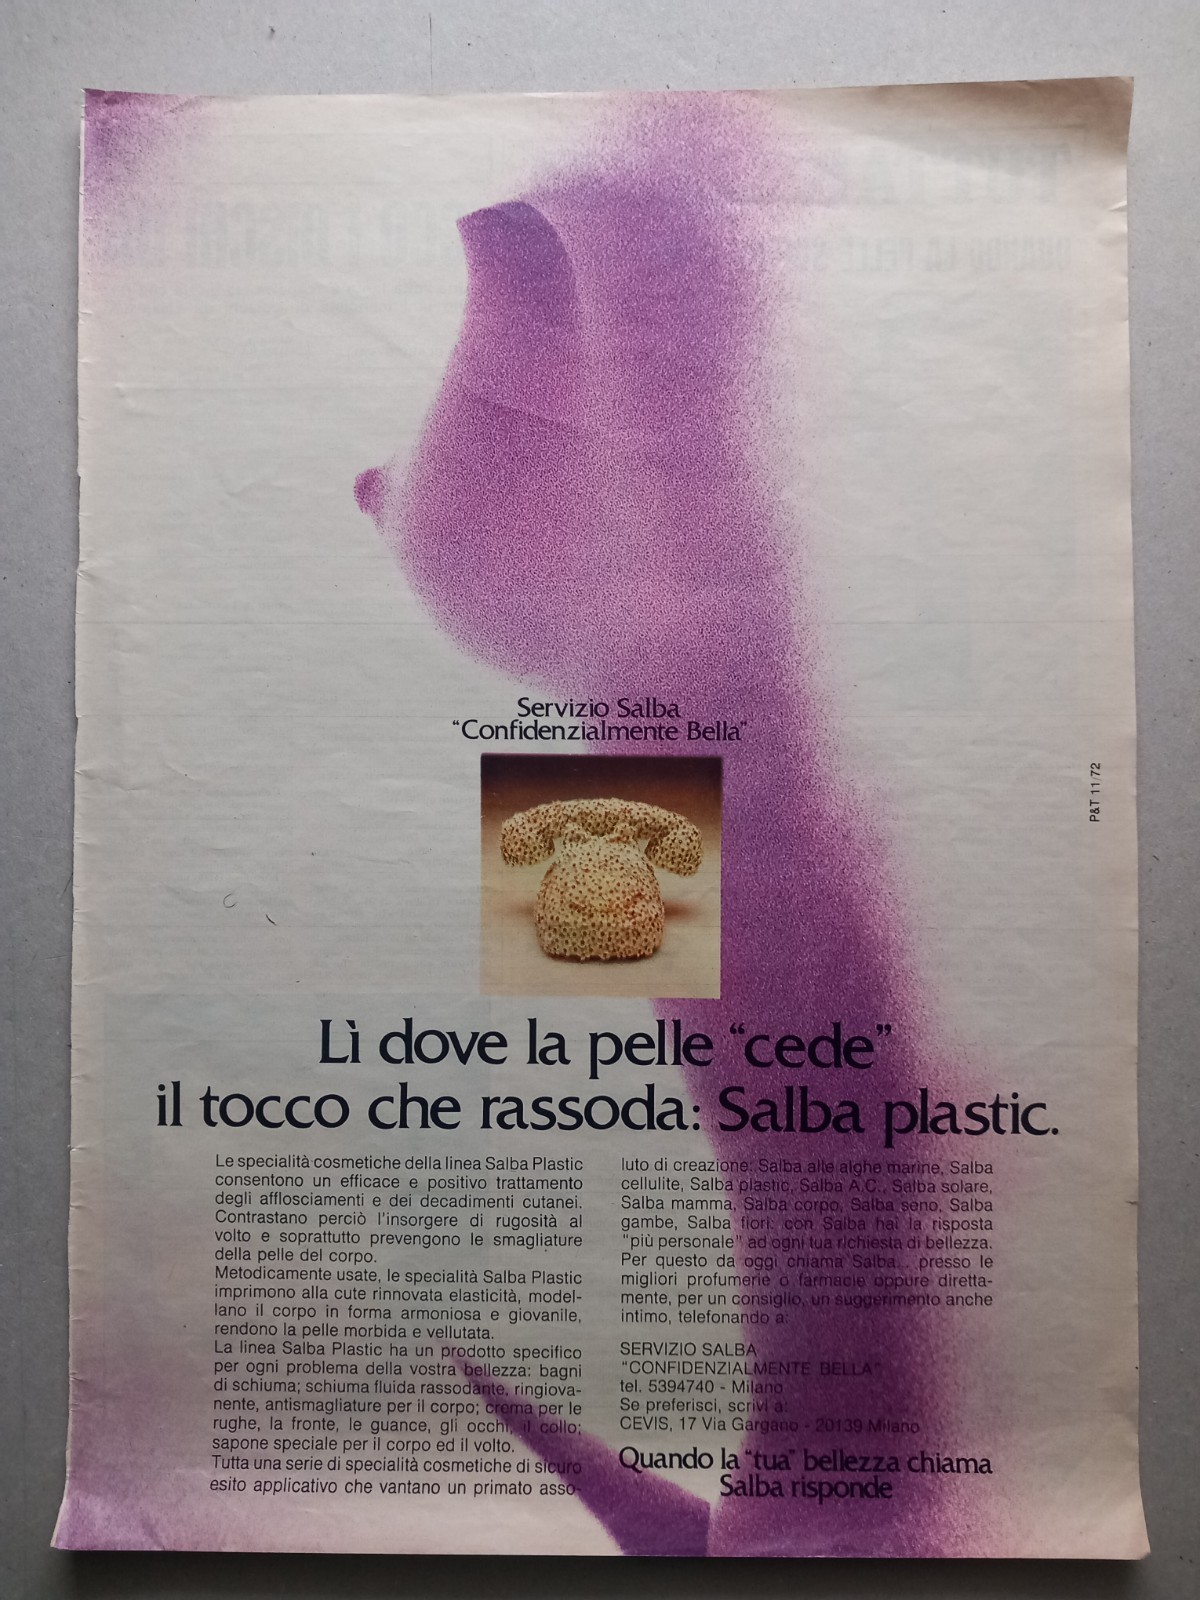 Servizio Salba
“Confidenzialmente Bella”
P&T 11/72
Lì dove la pelle “cede”
il tocco che rassoda: Salba plastic.
Le specialità cosmetiche della linea Salba Plastic
consentono un efficace e positivo trattamento
degli afflosciamenti e dei decadimenti cutanei.
Contrastano perciò l'insorgere di rugosità al
volto e soprattutto prevengono le smagliature
della pelle del corpo.
Metodicamente usate, le specialità Salba Plastic
imprimono alla cute rinnovata elasticità, model-
lano il corpo in forma armoniosa e giovanile,
rendono la pelle morbida e vellutata.
La linea Salba Plastic ha un prodotto specifico
per ogni problema della vostra bellezza: bagni
di schiuma; schiuma fluida rassodante, ringiova-
nente, antismagliature per il corpo; crema per le
rughe, la fronte, le guance, gli occhi, il collo;
sapone speciale per il corpo ed il volto.
Tutta una serie di specialità cosmetiche di sicuro
esito applicativo che vantano un primato asso-
luto di creazione: Salba alle alghe marine, Salba
cellulite, Salba plastic, Salba A.C., Salba solare,
Salba mamma, Salba corpo, Salba seno, Salba
gambe, Salba fiori: con Salba hai la risposta
“più personale” ad ogni tua richiesta di bellezza.
Per questo da oggi chiama Salba... presso le
migliori profumerie o farmacie oppure diretta-
mente, per un consiglio, un suggerimento anche
intimo, telefonando a:
SERVIZIO SALBA
“CONFIDENZIALMENTE BELLA”
tel. 5394740 - Milano
Se preferisci, scrivi a:
CEVIS, 17 Via Gargano - 20139 Milano
Quando la “tua” bellezza chiama
Salba risponde